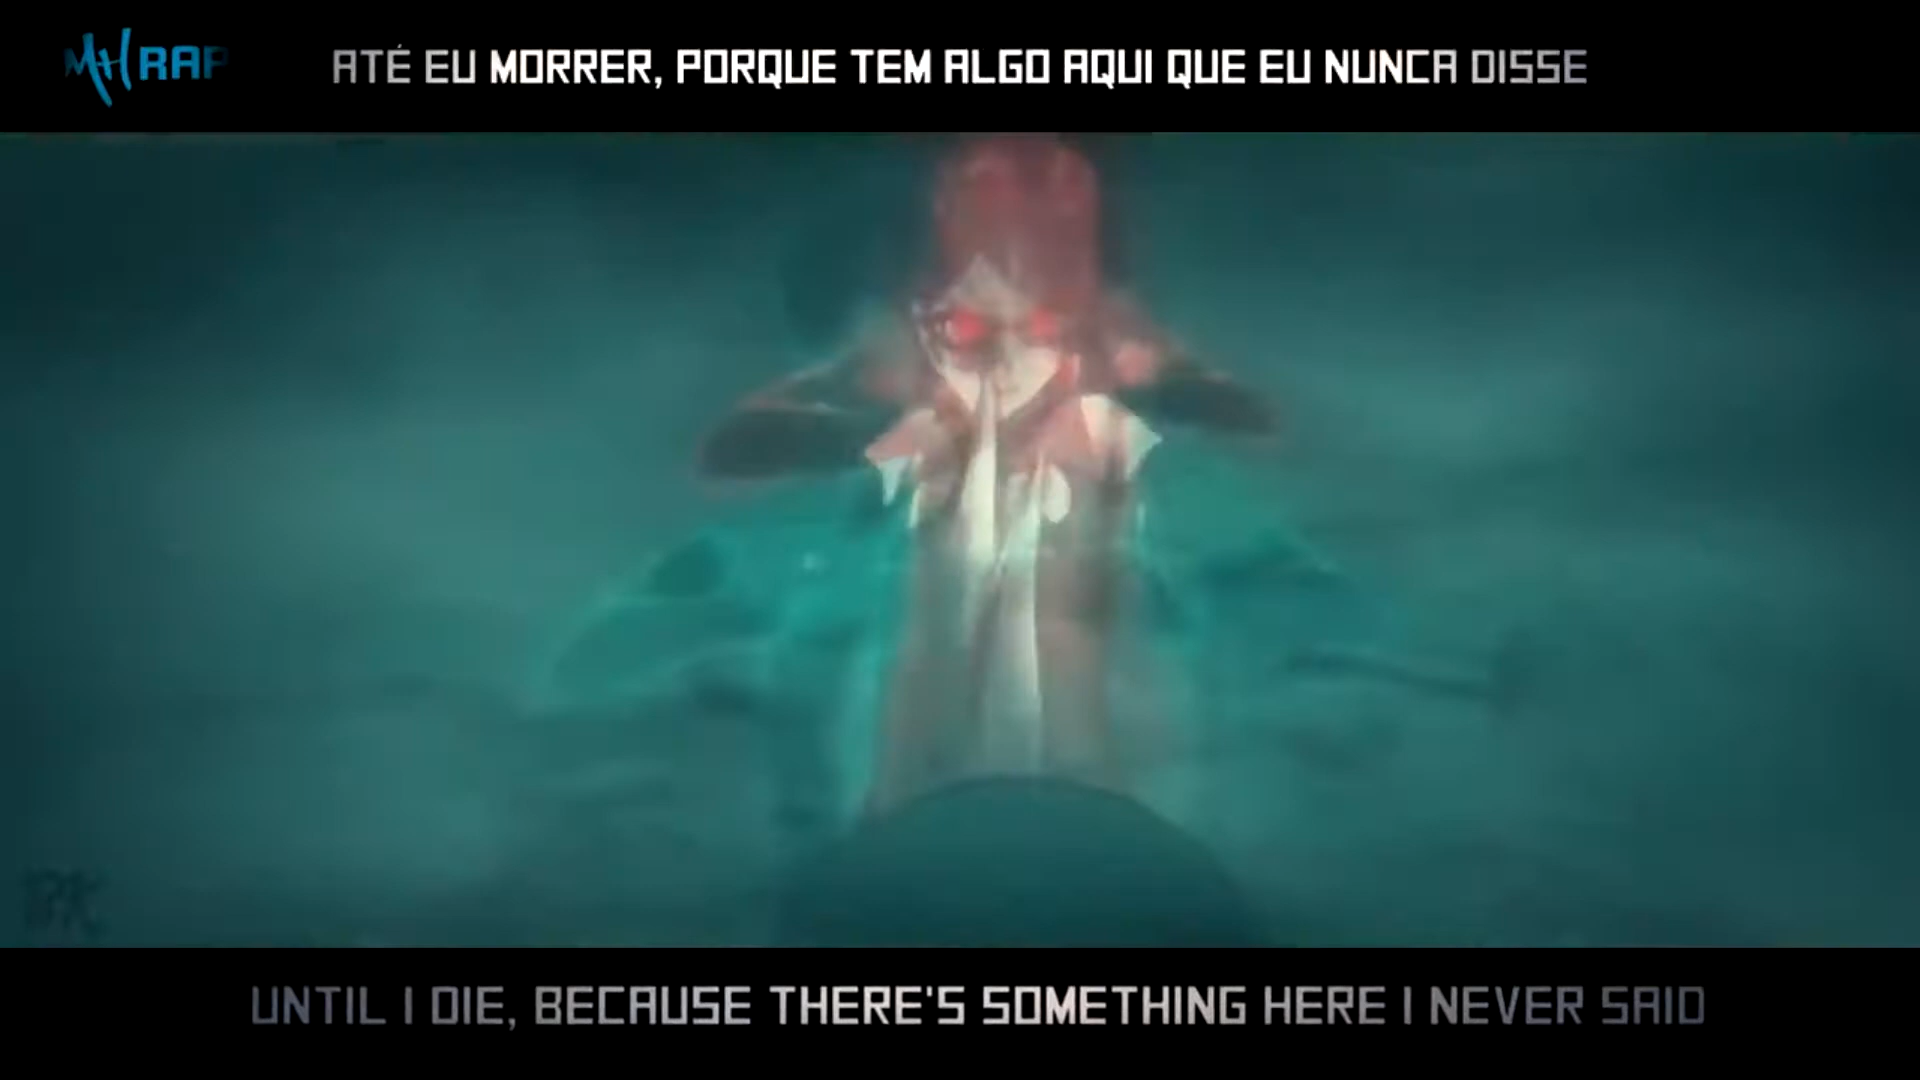 MH RAP
ATÉ EU MORRER, PORQUE TEM ALGO AQUI QUE EU NUNCA DISSE
UNTIL I DIE, BECAUSE THERE'S SOMETHING HERE I NEVER SAID